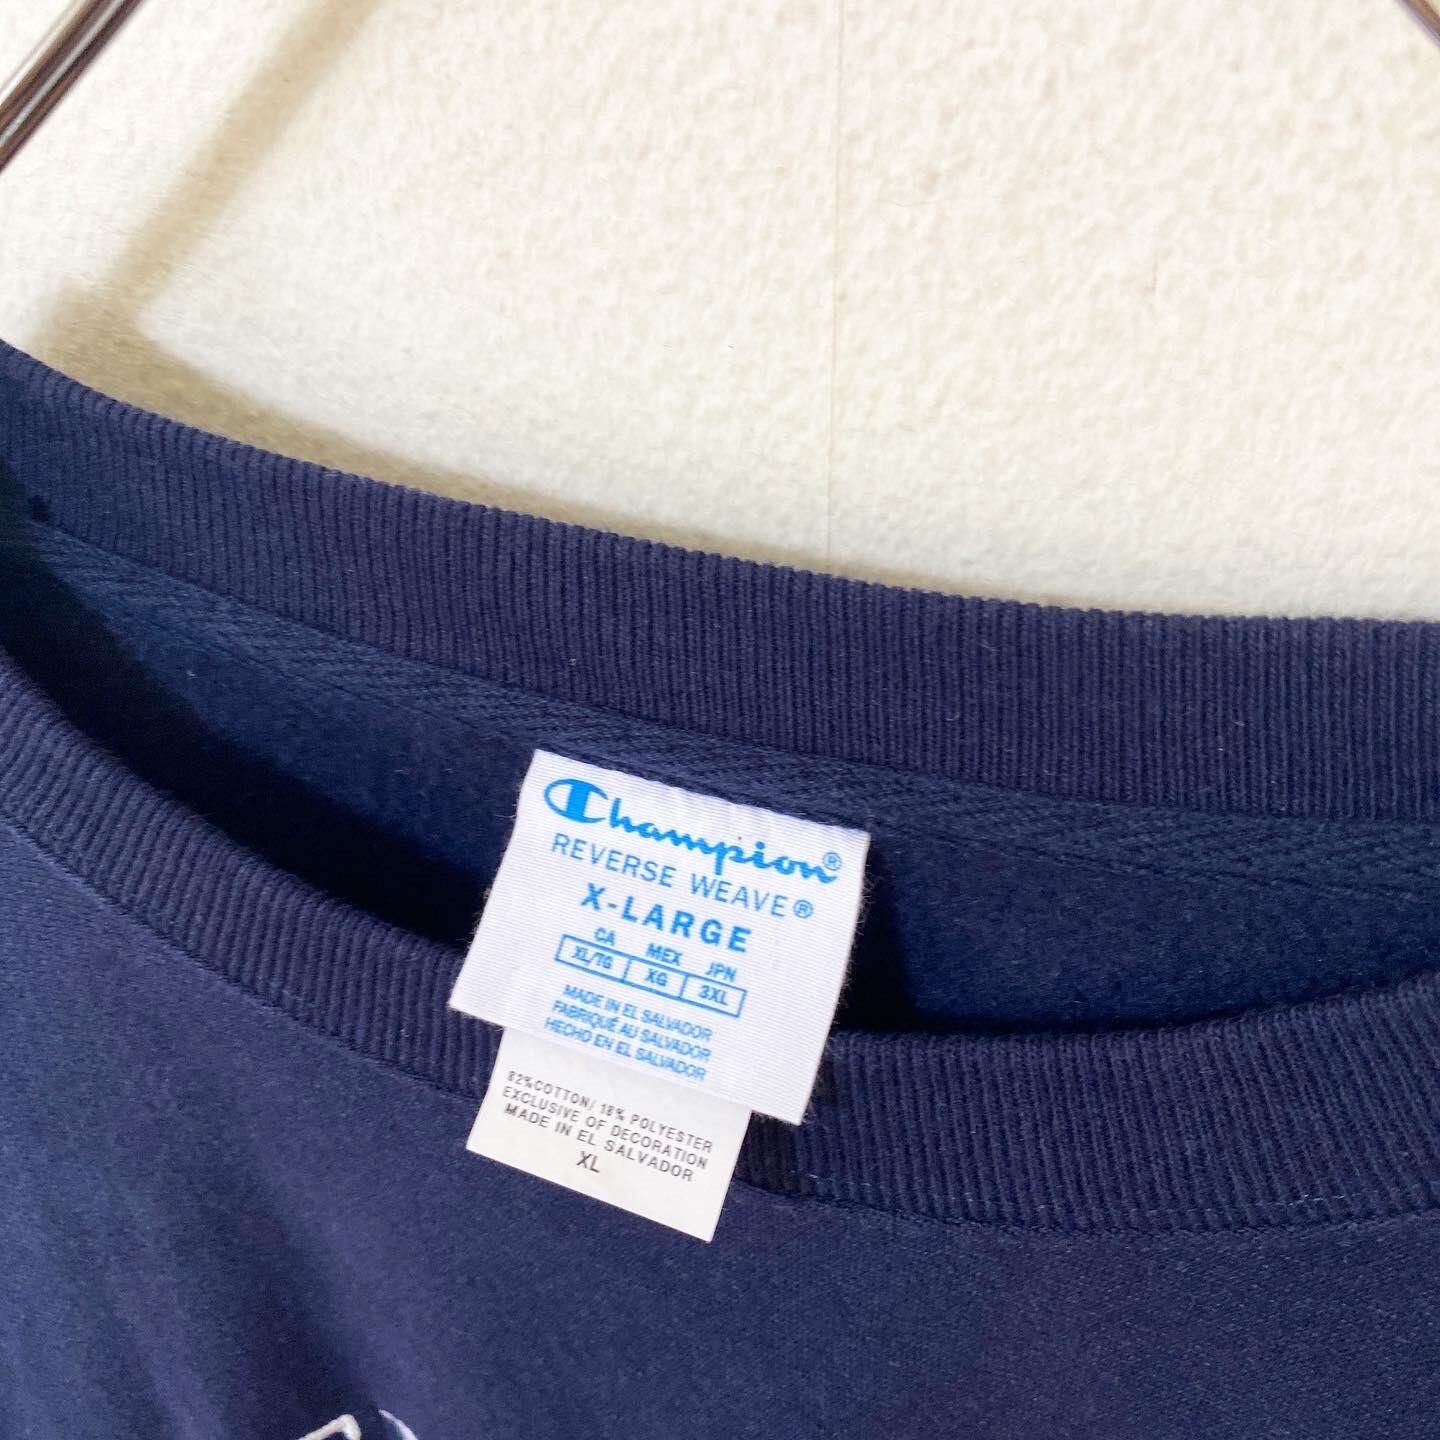 Champion®
REVERSE WEAVE®
X-LARGE
CA MEX JPN
XL/TG XG 3XL
MADE IN EL SALVADOR
FABRIQUÉ AU SALVADOR
HECHO EN EL SALVADOR
82%COTTON/ 18% POLYESTER
EXCLUSIVE OF DECORATION
MADE IN EL SALVADOR
XL